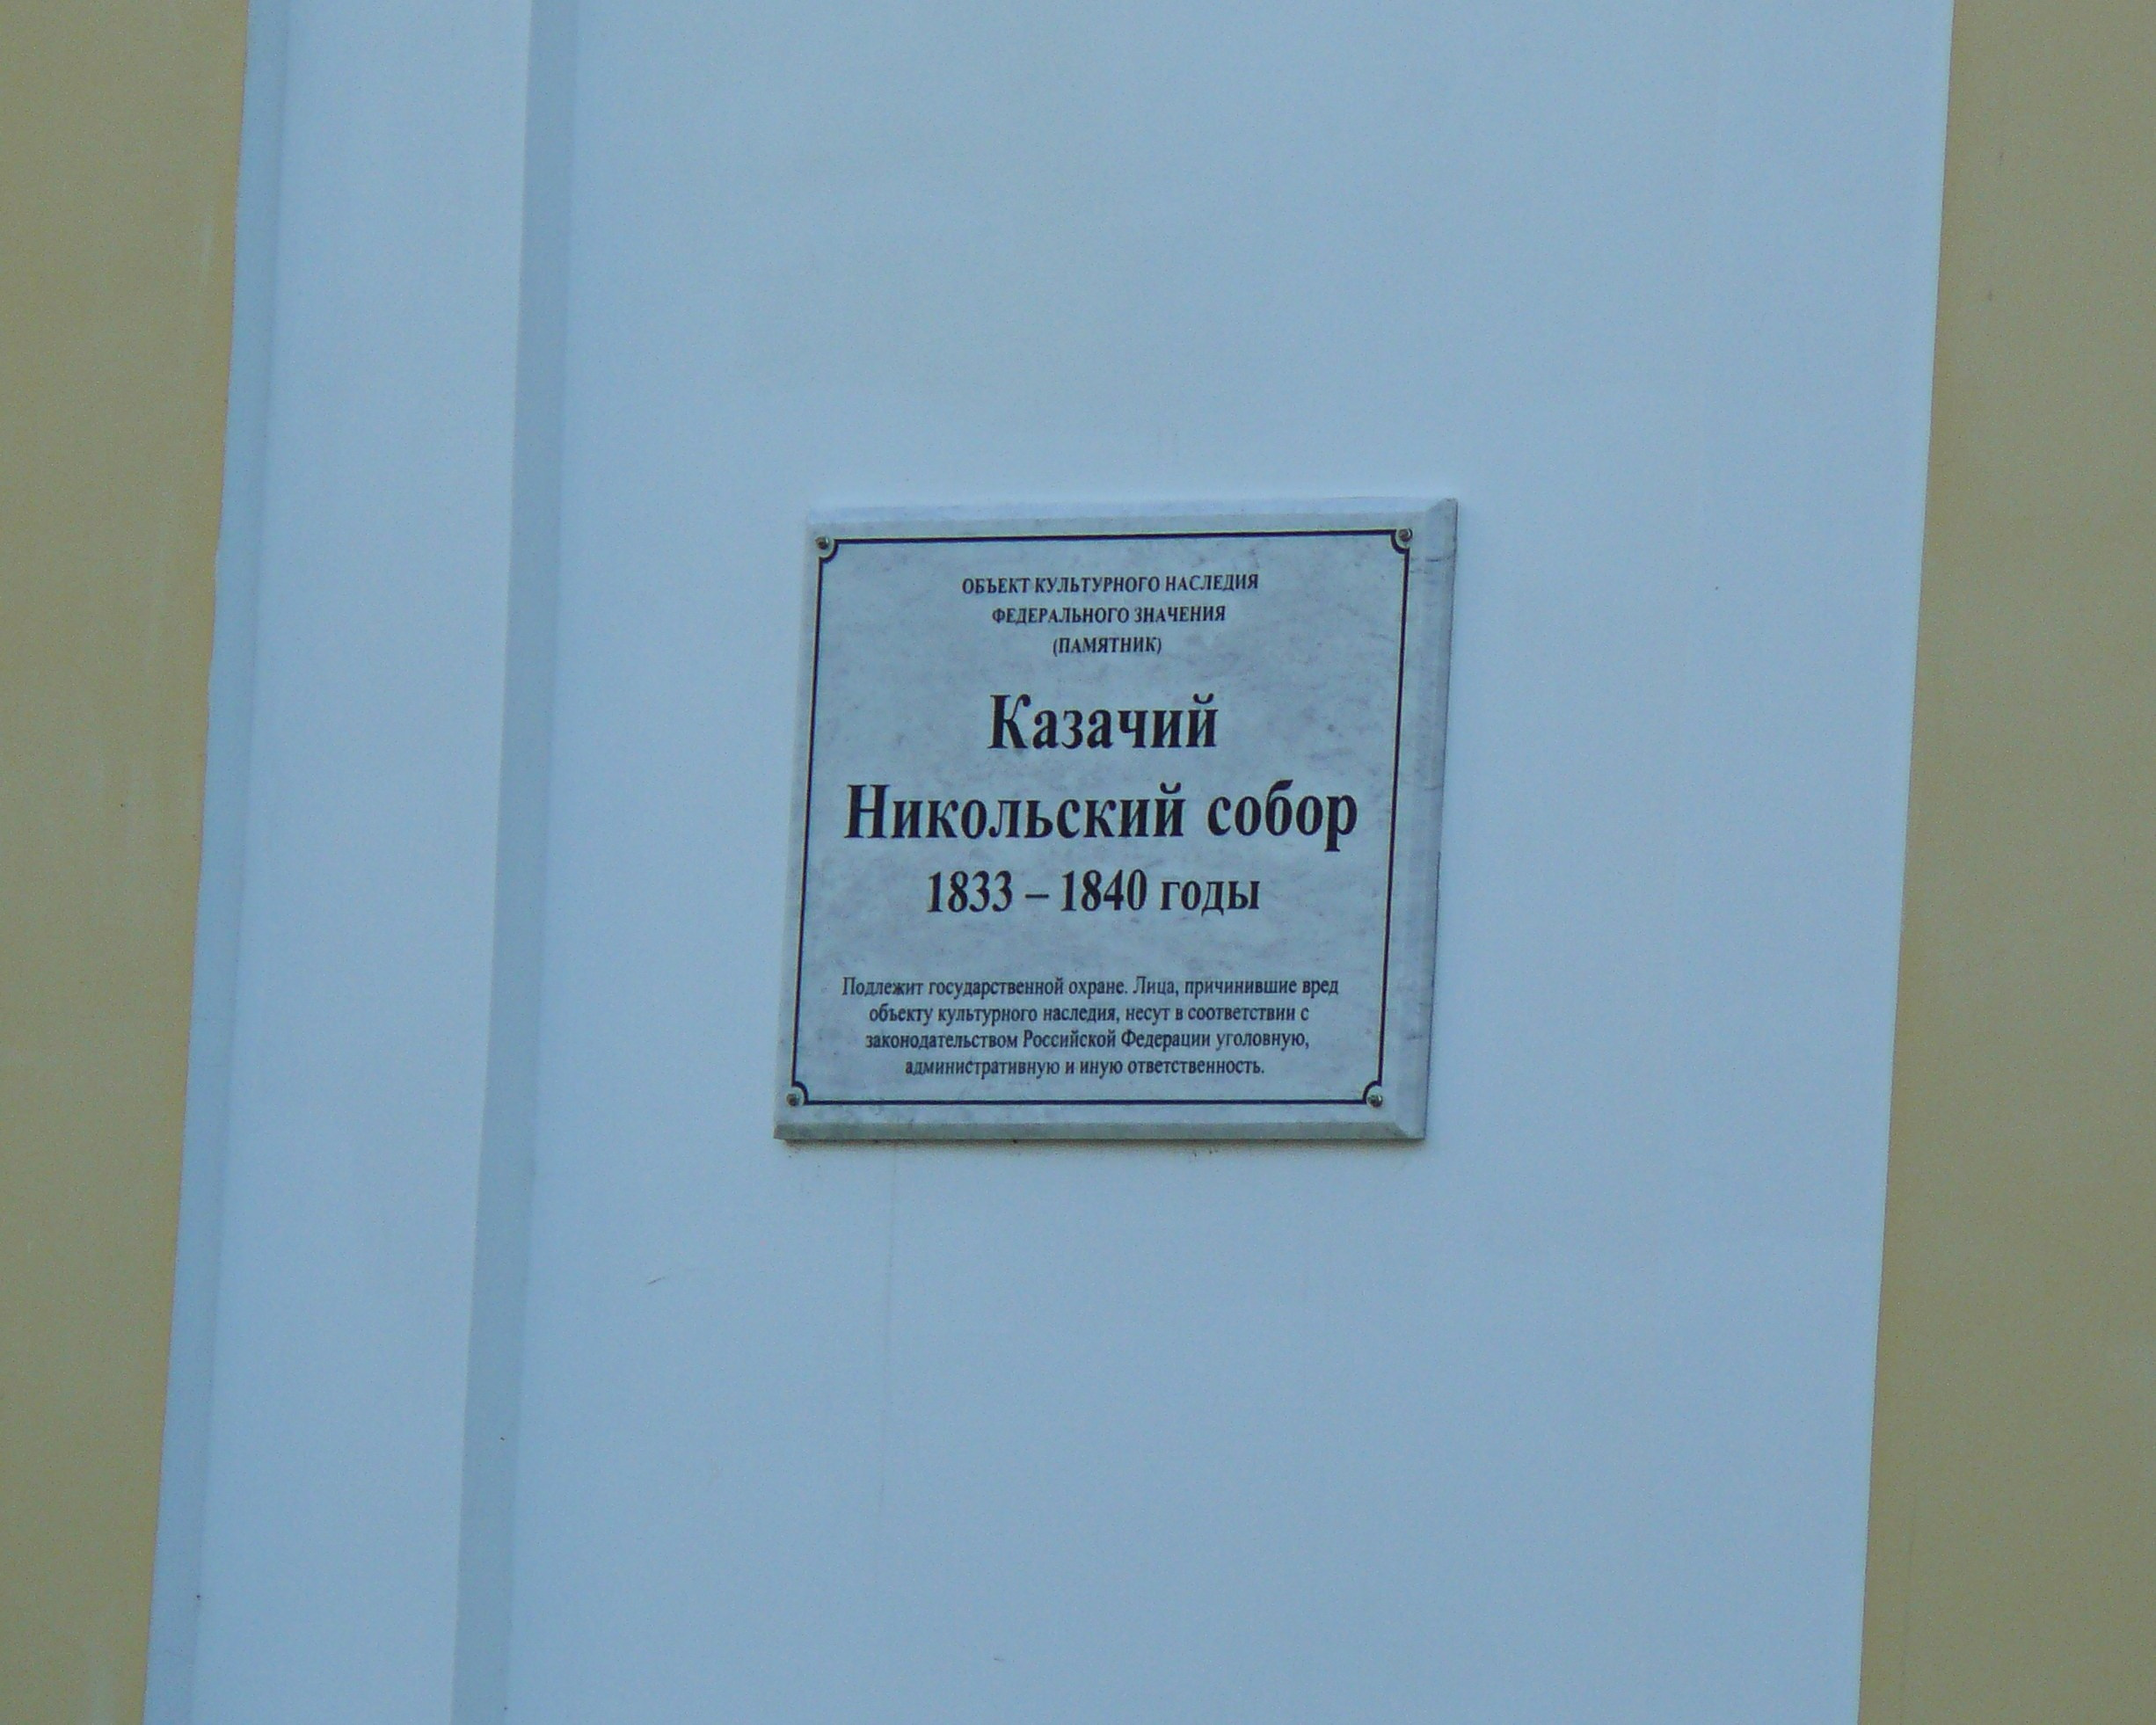 ОБЪЕКТ КУЛЬТУРНОГО НАСЛЕДИЯ
ФЕДЕРАЛЬНОГО ЗНАЧЕНИЯ
(ПАМЯТНИК)
Казачий
Никольский собор
1833 – 1840 годы
Подлежит государственной охране. Лица, причинившие вред
объекту культурного наследия, несут в соответствии с
законодательством Российской Федерации уголовную,
административную и иную ответственность.